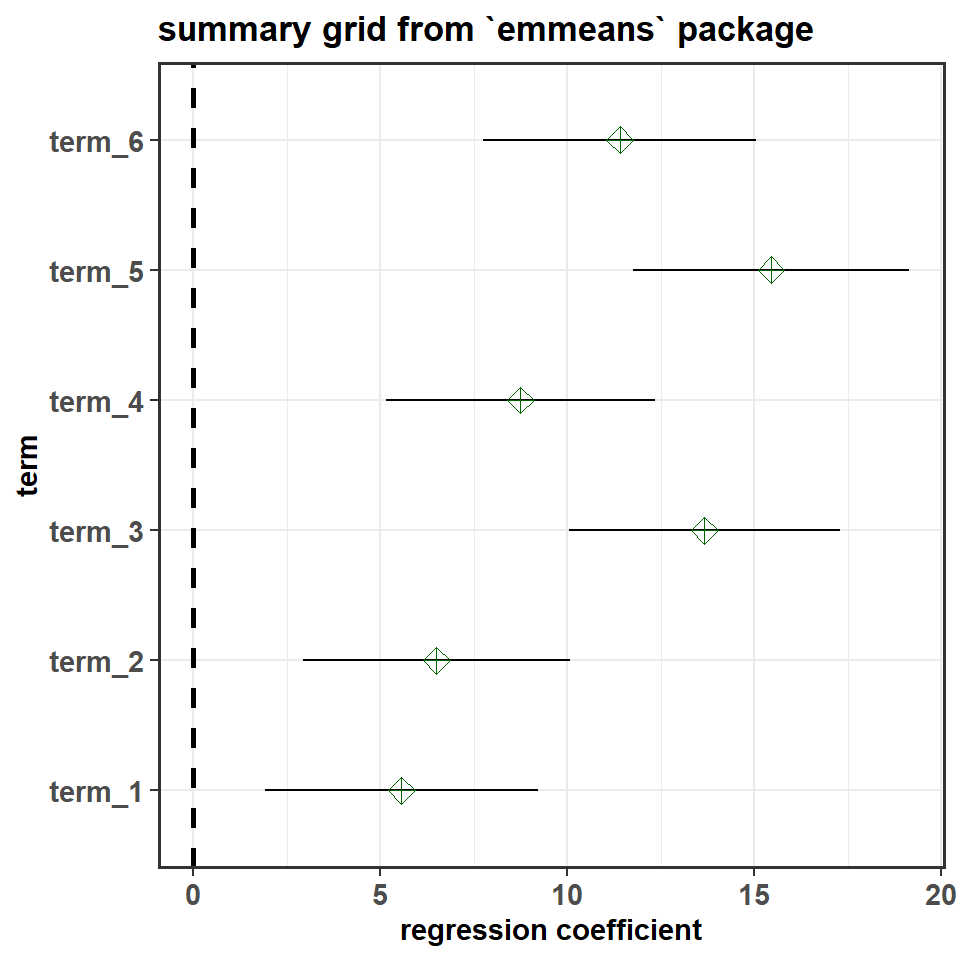 summary grid from `emmeans` package
term_6
term_5
term_4
term_3
term_2
term_1
term
0 5 10 15 20
regression coefficient